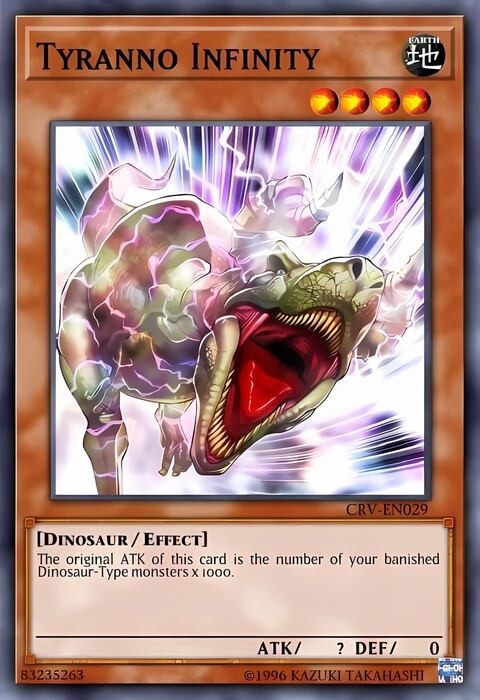 TYRANNO INFINITY
EARTH
地
CRV-EN029
[DINOSAUR / EFFECT]
The original ATK of this card is the number of your banished
Dinosaur-Type monsters x 1000.
ATK/ ? DEF/ 0
83235263
©1996 KAZUKI TAKAHASHI